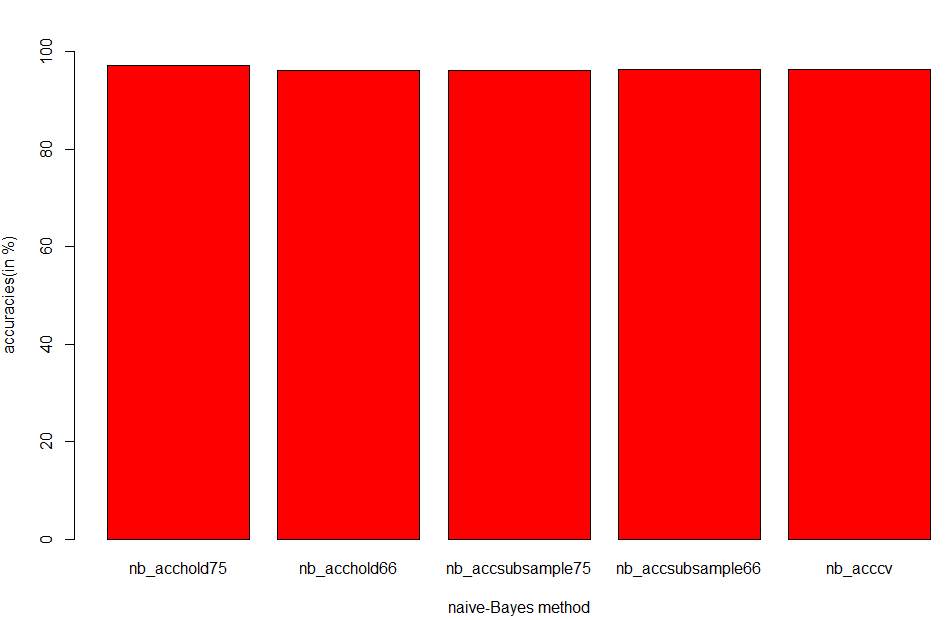 accuracies(in %)
100
80
60
40
20
0
nb_acchold75 nb_acchold66 nb_accsubsample75 nb_accsubsample66 nb_acccv
naive-Bayes method